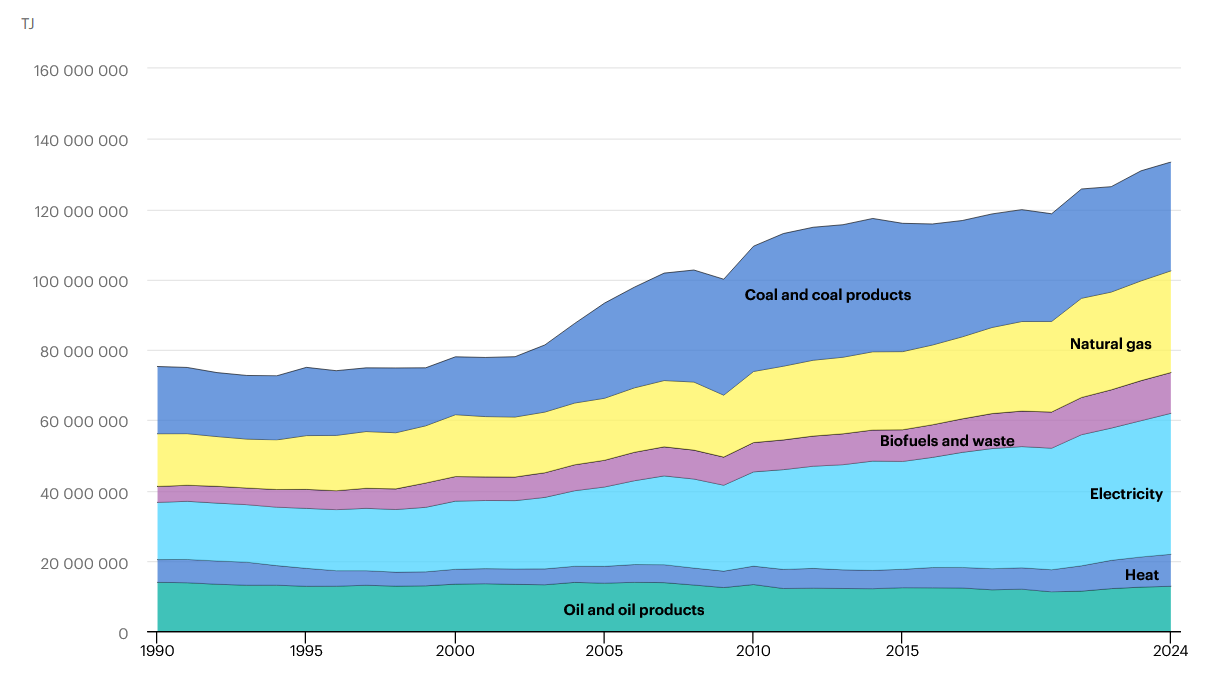 TJ
160 000 000
140 000 000
120 000 000
100 000 000
80 000 000
60 000 000
40 000 000
20 000 000
0
Coal and coal products
Natural gas
Biofuels and waste
Electricity
Heat
Oil and oil products
1990 1995 2000 2005 2010 2015 2024